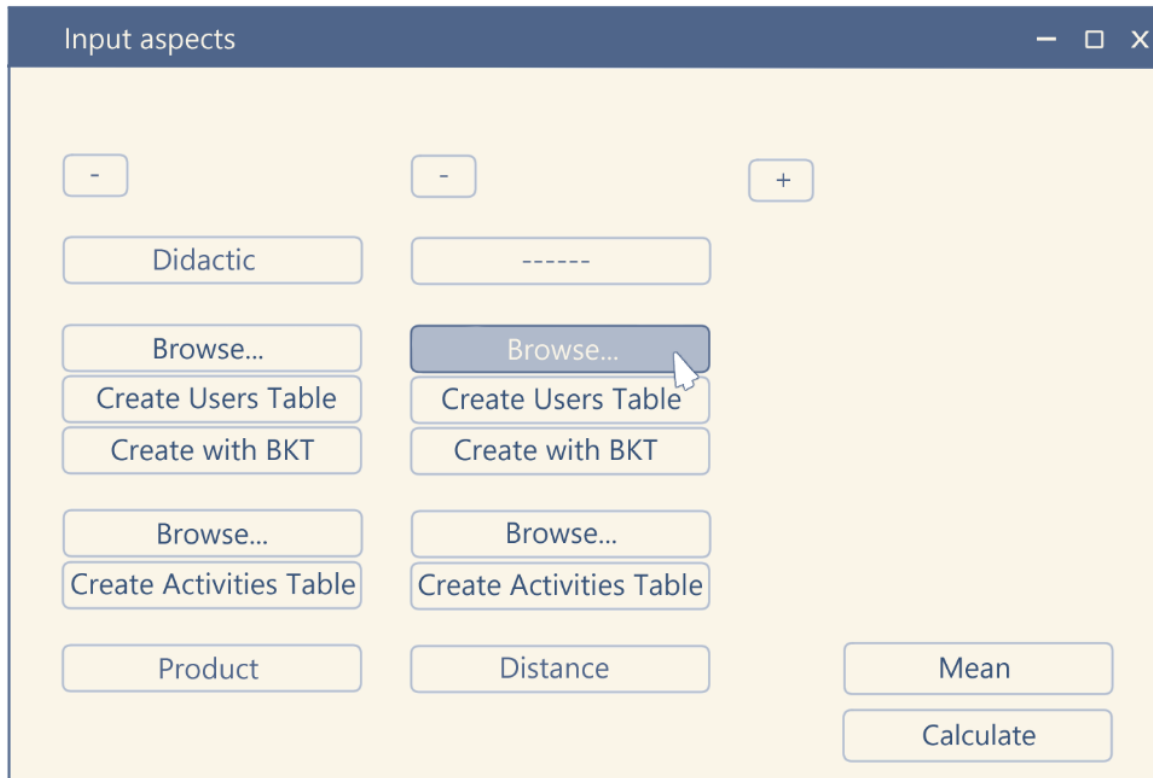 Input aspects
- - +
Didactic ------
Browse... Browse...
Create Users Table Create Users Table
Create with BKT Create with BKT
Browse... Browse...
Create Activities Table Create Activities Table
Product Distance Mean
Calculate